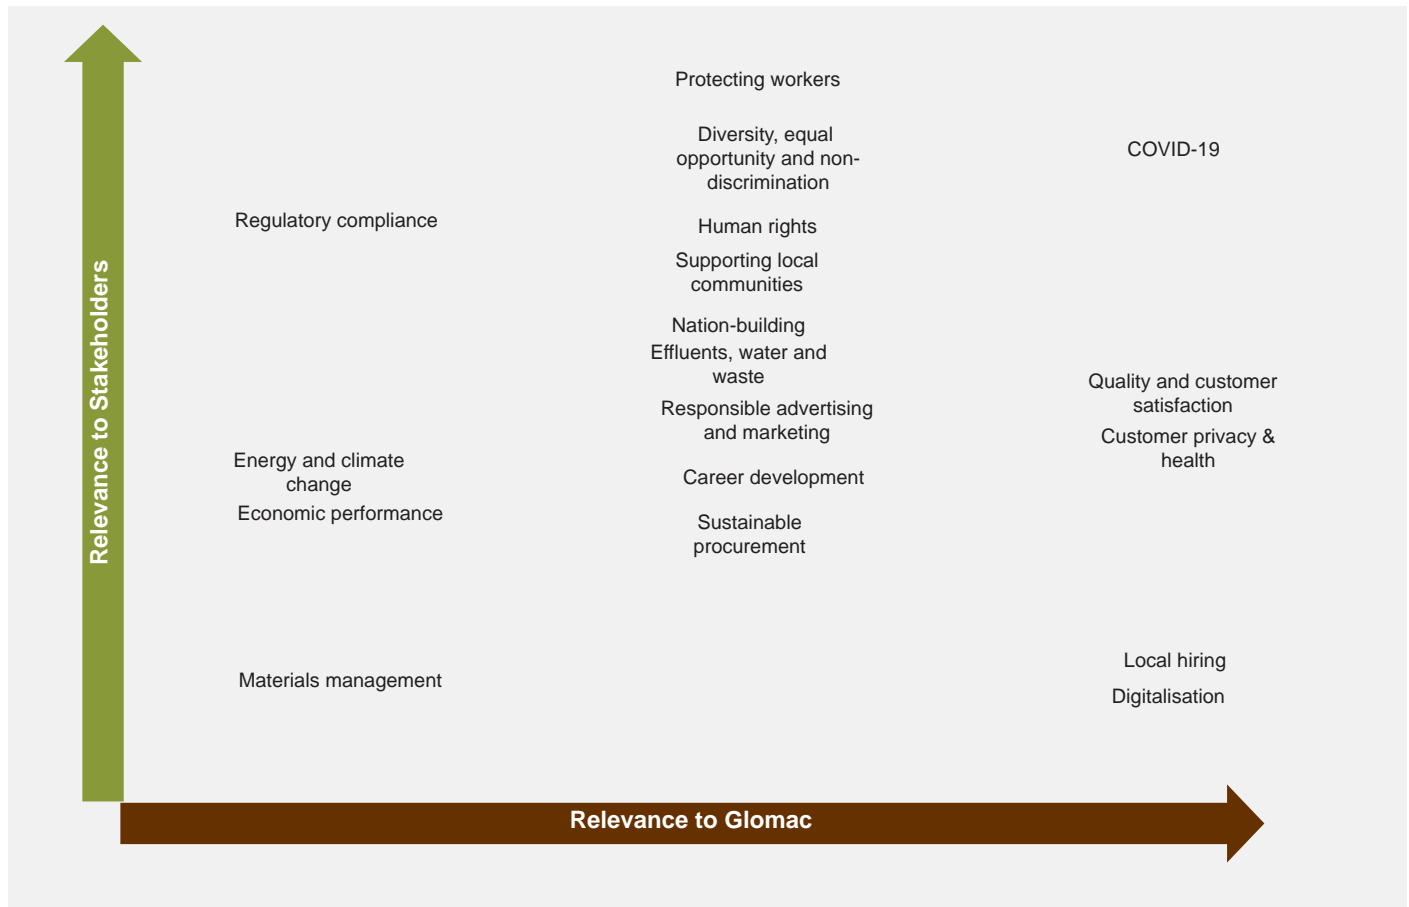 Relevance to Stakeholders
Regulatory compliance
Energy and climate
change
Economic performance
Materials management
Protecting workers
Diversity, equal
opportunity and non-
discrimination
Human rights
Supporting local
communities
Nation-building
Effluents, water and
waste
Responsible advertising
and marketing
Career development
Sustainable
procurement
COVID-19
Quality and customer
satisfaction
Customer privacy &
health
Local hiring
Digitalisation
Relevance to Glomac